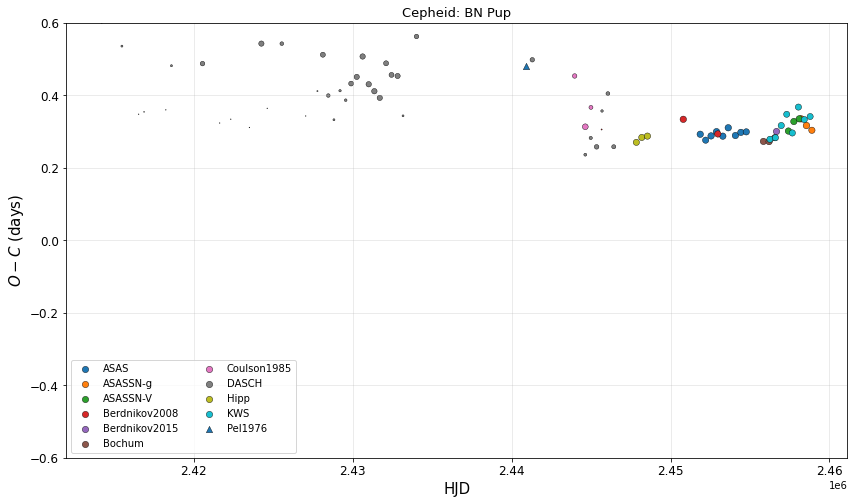 Cepheid: BN Pup
0.6
0.4
0.2
0.0
−0.2
−0.4
−0.6
O − C (days)
ASAS
ASASSN-g
ASASSN-V
Berdnikov2008
Berdnikov2015
Bochum
Coulson1985
DASCH
Hipp
KWS
Pel1976
2.42 2.43 2.44 2.45 2.46
1e6
HJD